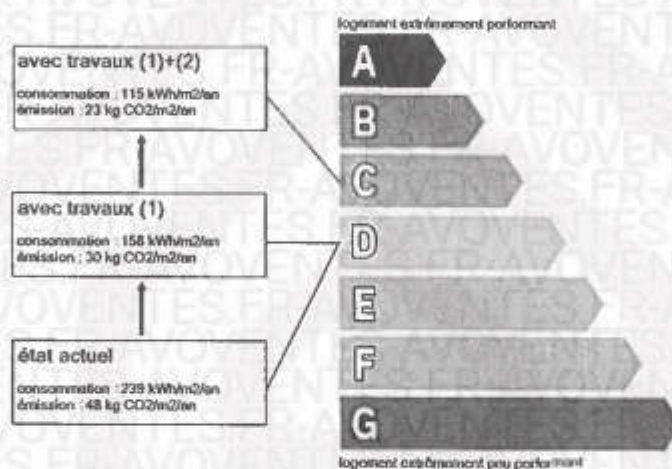 logement extrêmement performant
avec travaux (1)+(2)
consommation : 115 kWh/m2/an
émission : 23 kg CO2/m2/an
avec travaux (1)
consommation : 158 kWh/m2/an
émission : 30 kg CO2/m2/an
état actuel
consommation : 239 kWh/m2/an
émission : 48 kg CO2/m2/an
A
B
C
D
E
F
G
logement extrêmement peu performant